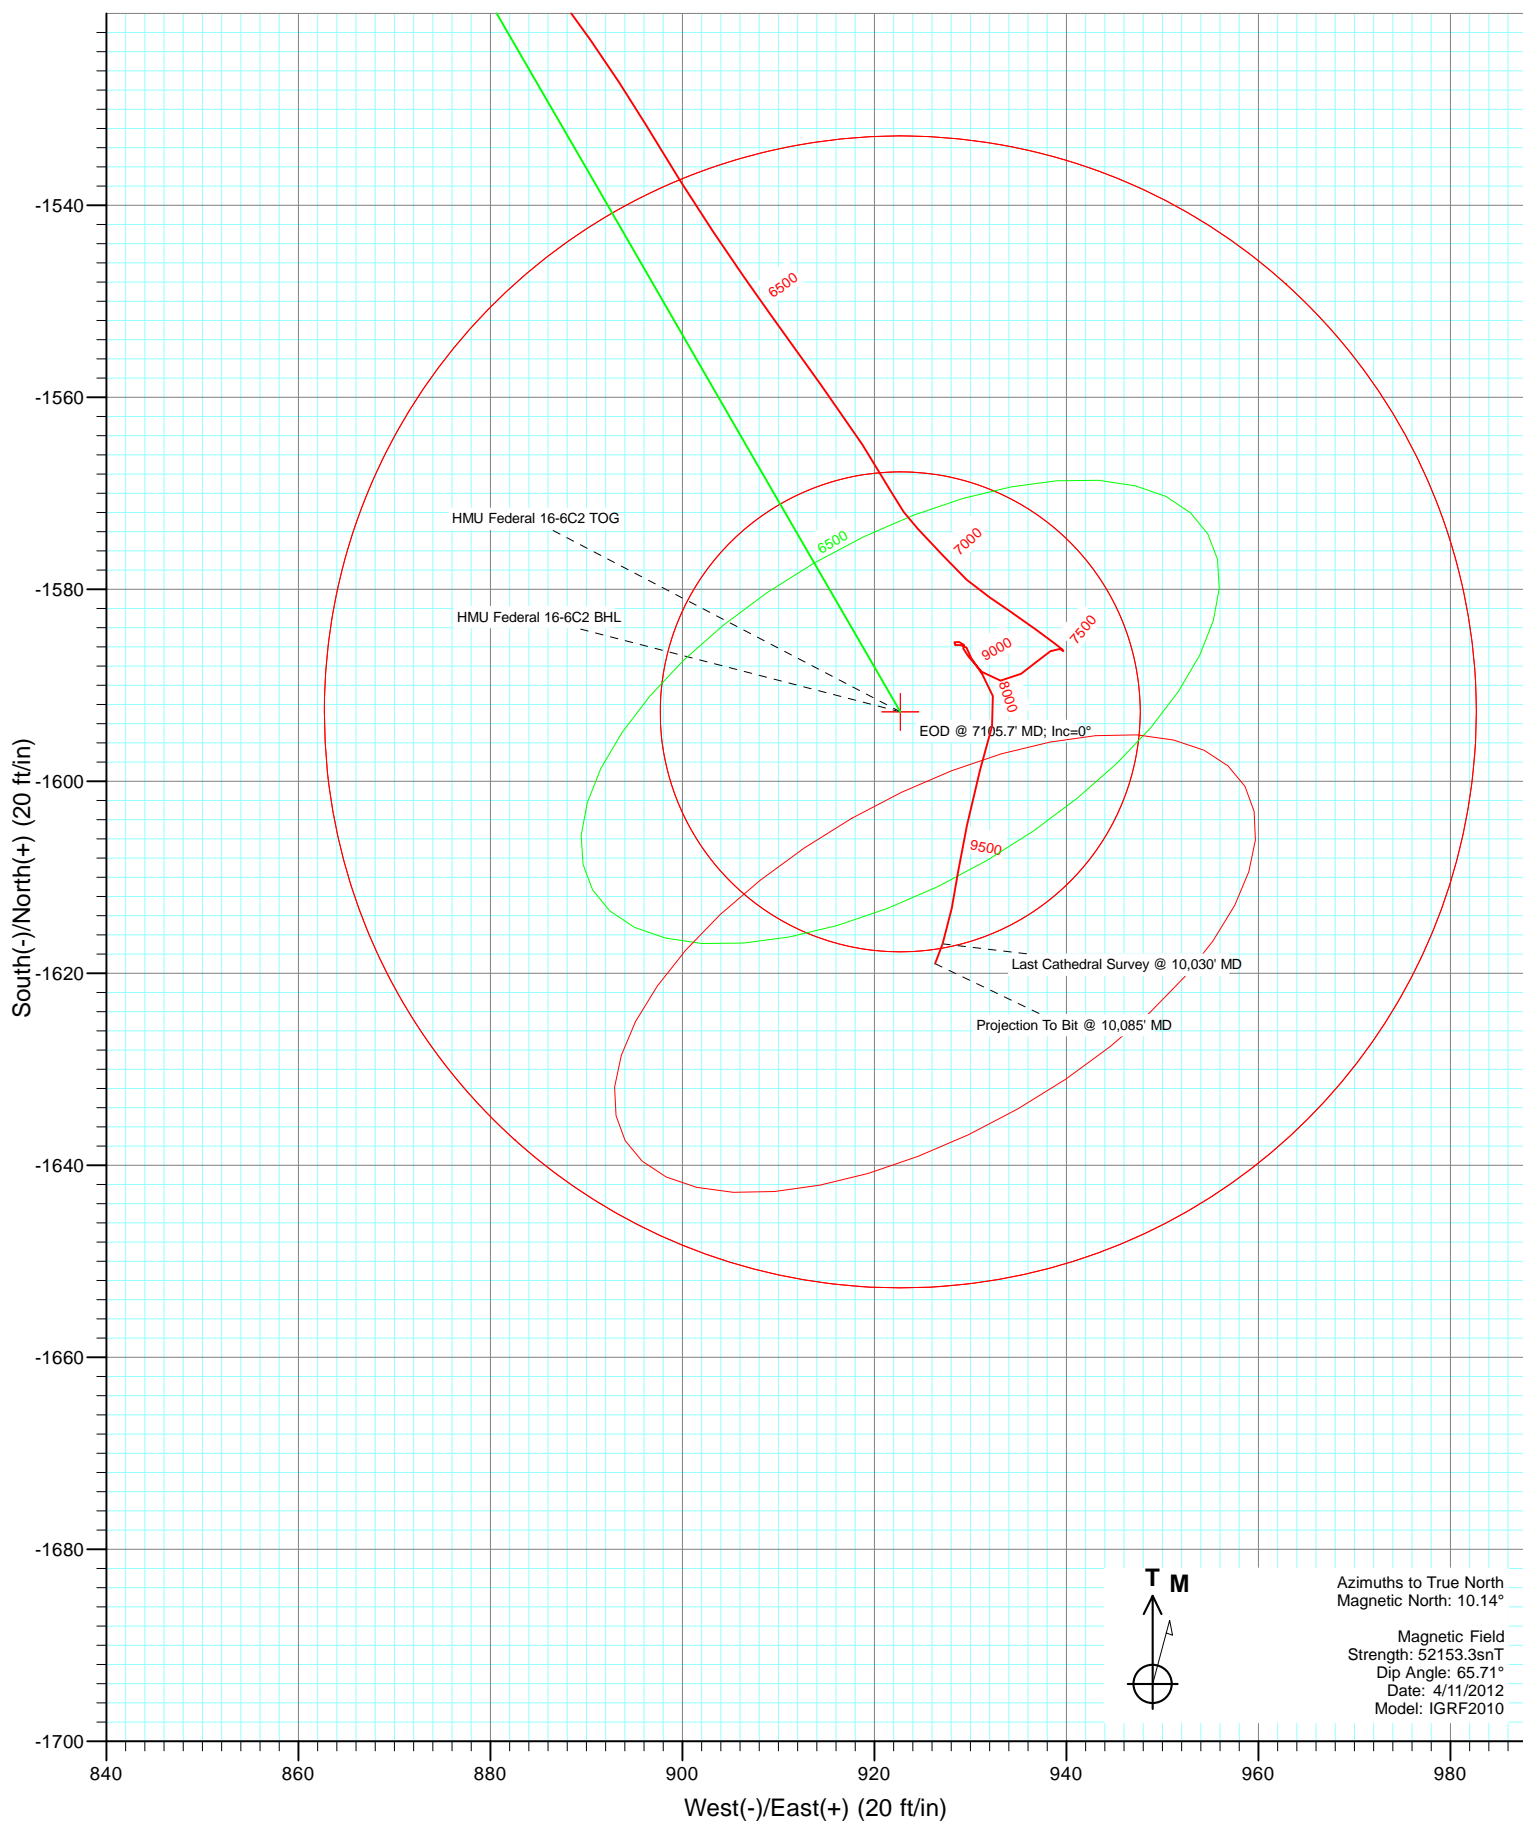 South(-)/North(+) (20 ft/in)
-1540
-1560
-1580
-1600
-1620
-1640
-1660
-1680
-1700
6500
HMU Federal 16-6C2 TOG
6500
7000
HMU Federal 16-6C2 BHL
7500
9000
8000
EOD @ 7105.7' MD; Inc=0°
9500
Last Cathedral Survey @ 10,030' MD
Projection To Bit @ 10,085' MD
T M
Azimuths to True North
Magnetic North: 10.14°
Magnetic Field
Strength: 52153.3snT
Dip Angle: 65.71°
Date: 4/11/2012
Model: IGRF2010
840 860 880 900 920 940 960 980
West(-)/East(+) (20 ft/in)